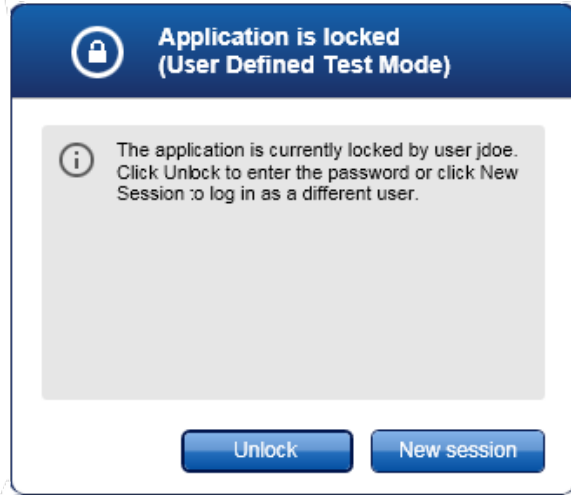 Application is locked
(User Defined Test Mode)
The application is currently locked by user jdoe.
Click Unlock to enter the password or click New
Session to log in as a different user.
Unlock
New session